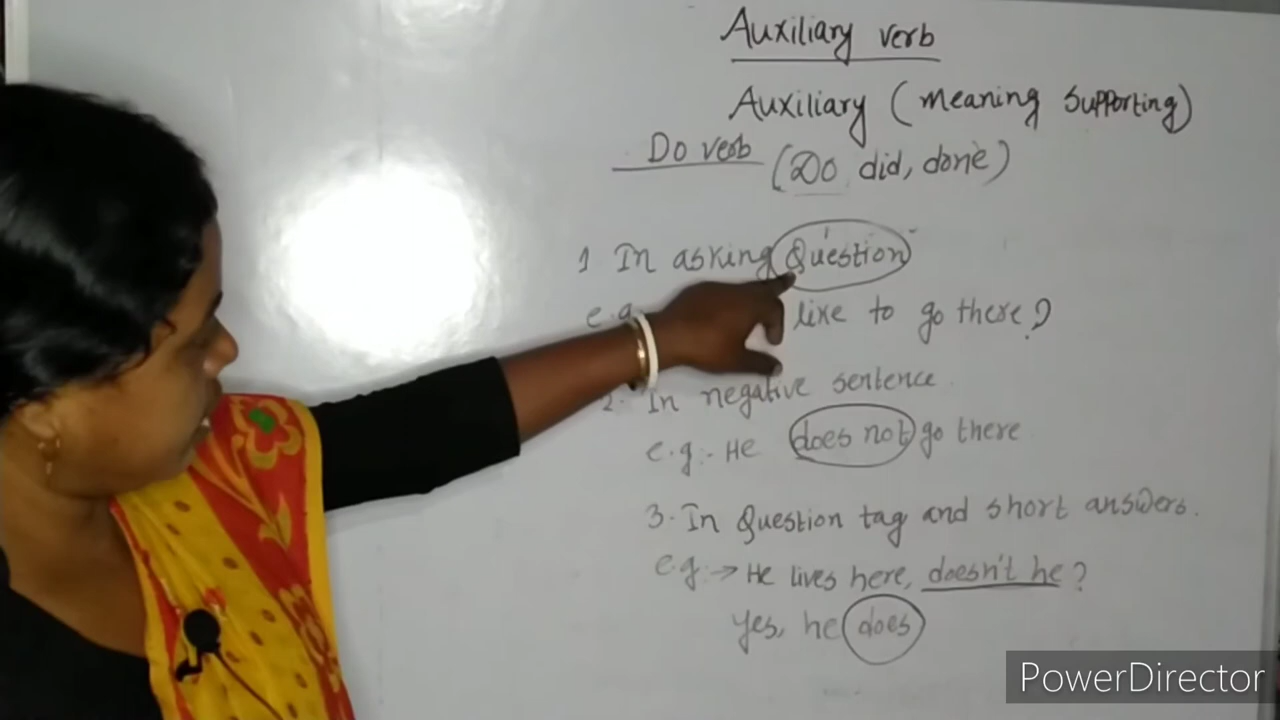 Auxiliary verb
Auxiliary (meaning supporting)
Do verb (Do did, done)
1 In asking Question
e.g like to go there?
2. In negative sentence.
e.g:- He does not go there
3. In Question tag and short answers.
e.g:→ He lives here, doesn't he?
Yes, he does
PowerDirector